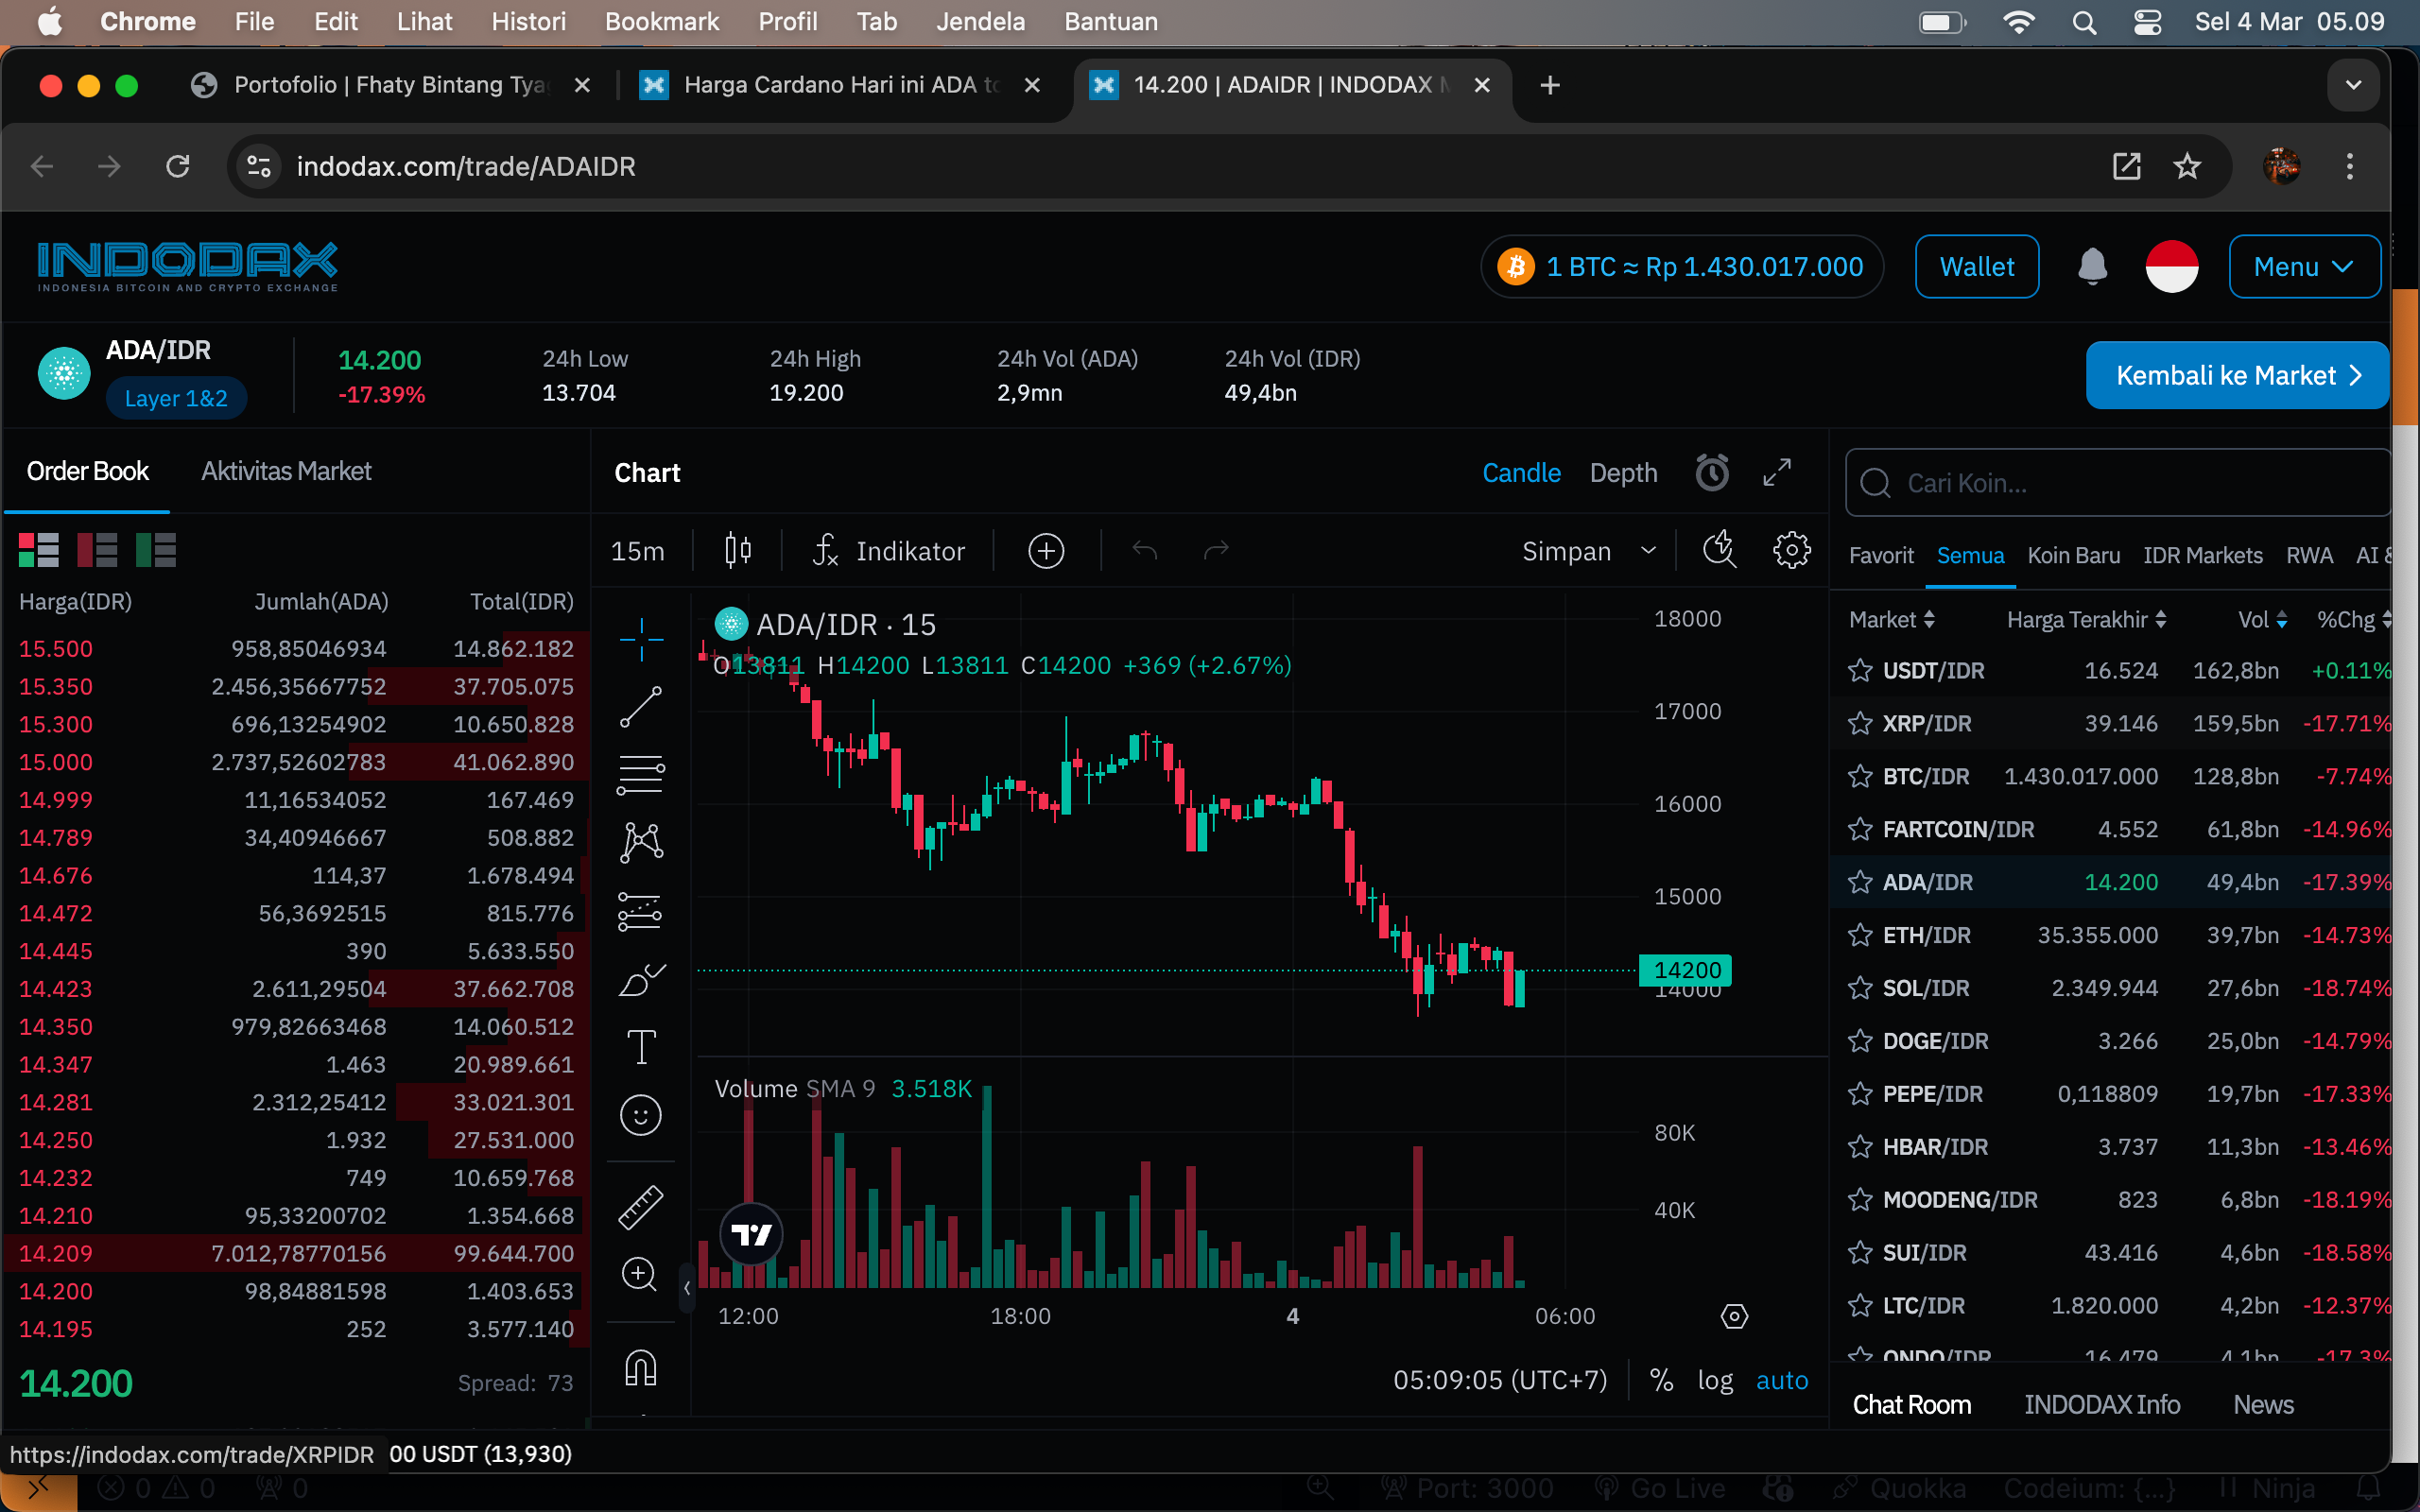 Chrome File Edit Lihat Histori Bookmark Profil Tab Jendela Bantuan Sel 4 Mar 05.09
Portofolio | Fhaty Bintang Tya
Harga Cardano Hari ini ADA to
14.200 | ADAIDR | INDODAX M
indodax.com/trade/ADAIDR
INDODAX
INDONESIA BITCOIN AND CRYPTO EXCHANGE
1 BTC ≈ Rp 1.430.017.000
Wallet
Menu
ADA/IDR
Layer 1&2
14.200
-17.39%
24h Low
13.704
24h High
19.200
24h Vol (ADA)
2,9mn
24h Vol (IDR)
49,4bn
Kembali ke Market
Order Book Aktivitas Market
Harga(IDR) Jumlah(ADA) Total(IDR)
15.500 958,85046934 14.862.182
15.350 2.456,35667752 37.705.075
15.300 696,13254902 10.650.828
15.000 2.737,52602783 41.062.890
14.999 11,16534052 167.469
14.789 34,40946667 508.882
14.676 114,37 1.678.494
14.472 56,3692515 815.776
14.445 390 5.633.550
14.423 2.611,29504 37.662.708
14.350 979,82663468 14.060.512
14.347 1.463 20.989.661
14.281 2.312,25412 33.021.301
14.250 1.932 27.531.000
14.232 749 10.659.768
14.210 95,33200702 1.354.668
14.209 7.012,78770156 99.644.700
14.200 98,84881598 1.403.653
14.195 252 3.577.140
14.200 Spread: 73
Chart Candle Depth
15m Indikator Simpan
ADA/IDR · 15
O13811 H14200 L13811 C14200 +369 (+2.67%)
18000
17000
16000
15000
14200
14000
Volume SMA 9 3.518K
80K
40K
12:00 18:00 4 06:00
05:09:05 (UTC+7) % log auto
Cari Koin...
Favorit Semua Koin Baru IDR Markets RWA AI &
Market Harga Terakhir Vol %Chg
USDT/IDR 16.524 162,8bn +0.11%
XRP/IDR 39.146 159,5bn -17.71%
BTC/IDR 1.430.017.000 128,8bn -7.74%
FARTCOIN/IDR 4.552 61,8bn -14.96%
ADA/IDR 14.200 49,4bn -17.39%
ETH/IDR 35.355.000 39,7bn -14.73%
SOL/IDR 2.349.944 27,6bn -18.74%
DOGE/IDR 3.266 25,0bn -14.79%
PEPE/IDR 0,118809 19,7bn -17.33%
HBAR/IDR 3.737 11,3bn -13.46%
MOODENG/IDR 823 6,8bn -18.19%
SUI/IDR 43.416 4,6bn -18.58%
LTC/IDR 1.820.000 4,2bn -12.37%
ONDO/IDR 16.479 4,1bn -17.3%
Chat Room INDODAX Info News
https://indodax.com/trade/XRPIDR 00 USDT (13,930)
0 0 0 Port: 3000 Go Live Quokka Codeium: {...} Ninja